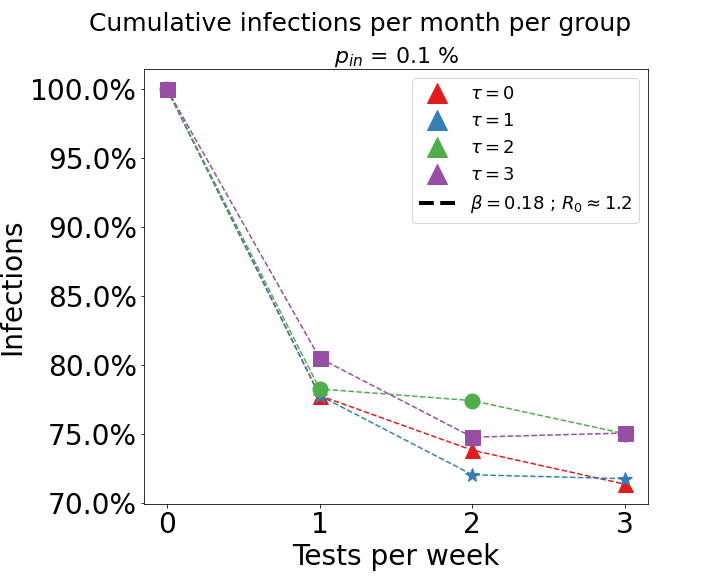 Cumulative infections per month per group
p_in = 0.1 %
100.0%
95.0%
90.0%
85.0%
80.0%
75.0%
70.0%
Infections
τ = 0
τ = 1
τ = 2
τ = 3
β = 0.18 ; R₀ ≈ 1.2
0 1 2 3
Tests per week